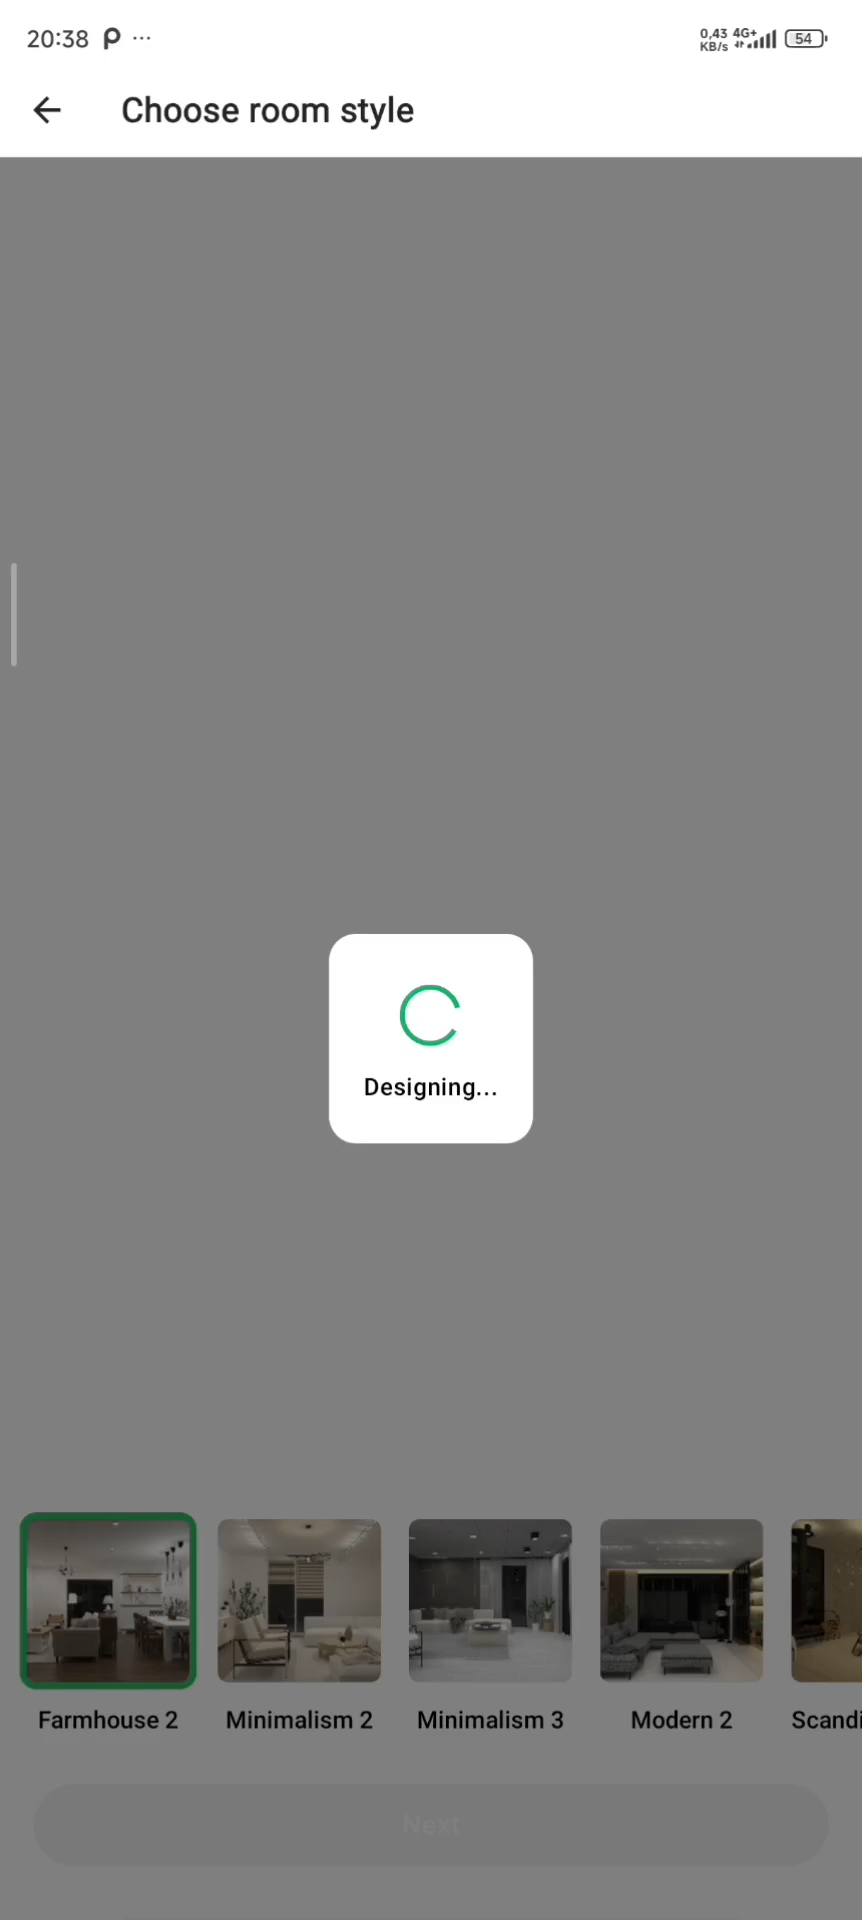 20:38
0,43 KB/s 4G+ 54
Choose room style
Designing...
Farmhouse 2
Minimalism 2
Minimalism 3
Modern 2
Scandi
Next